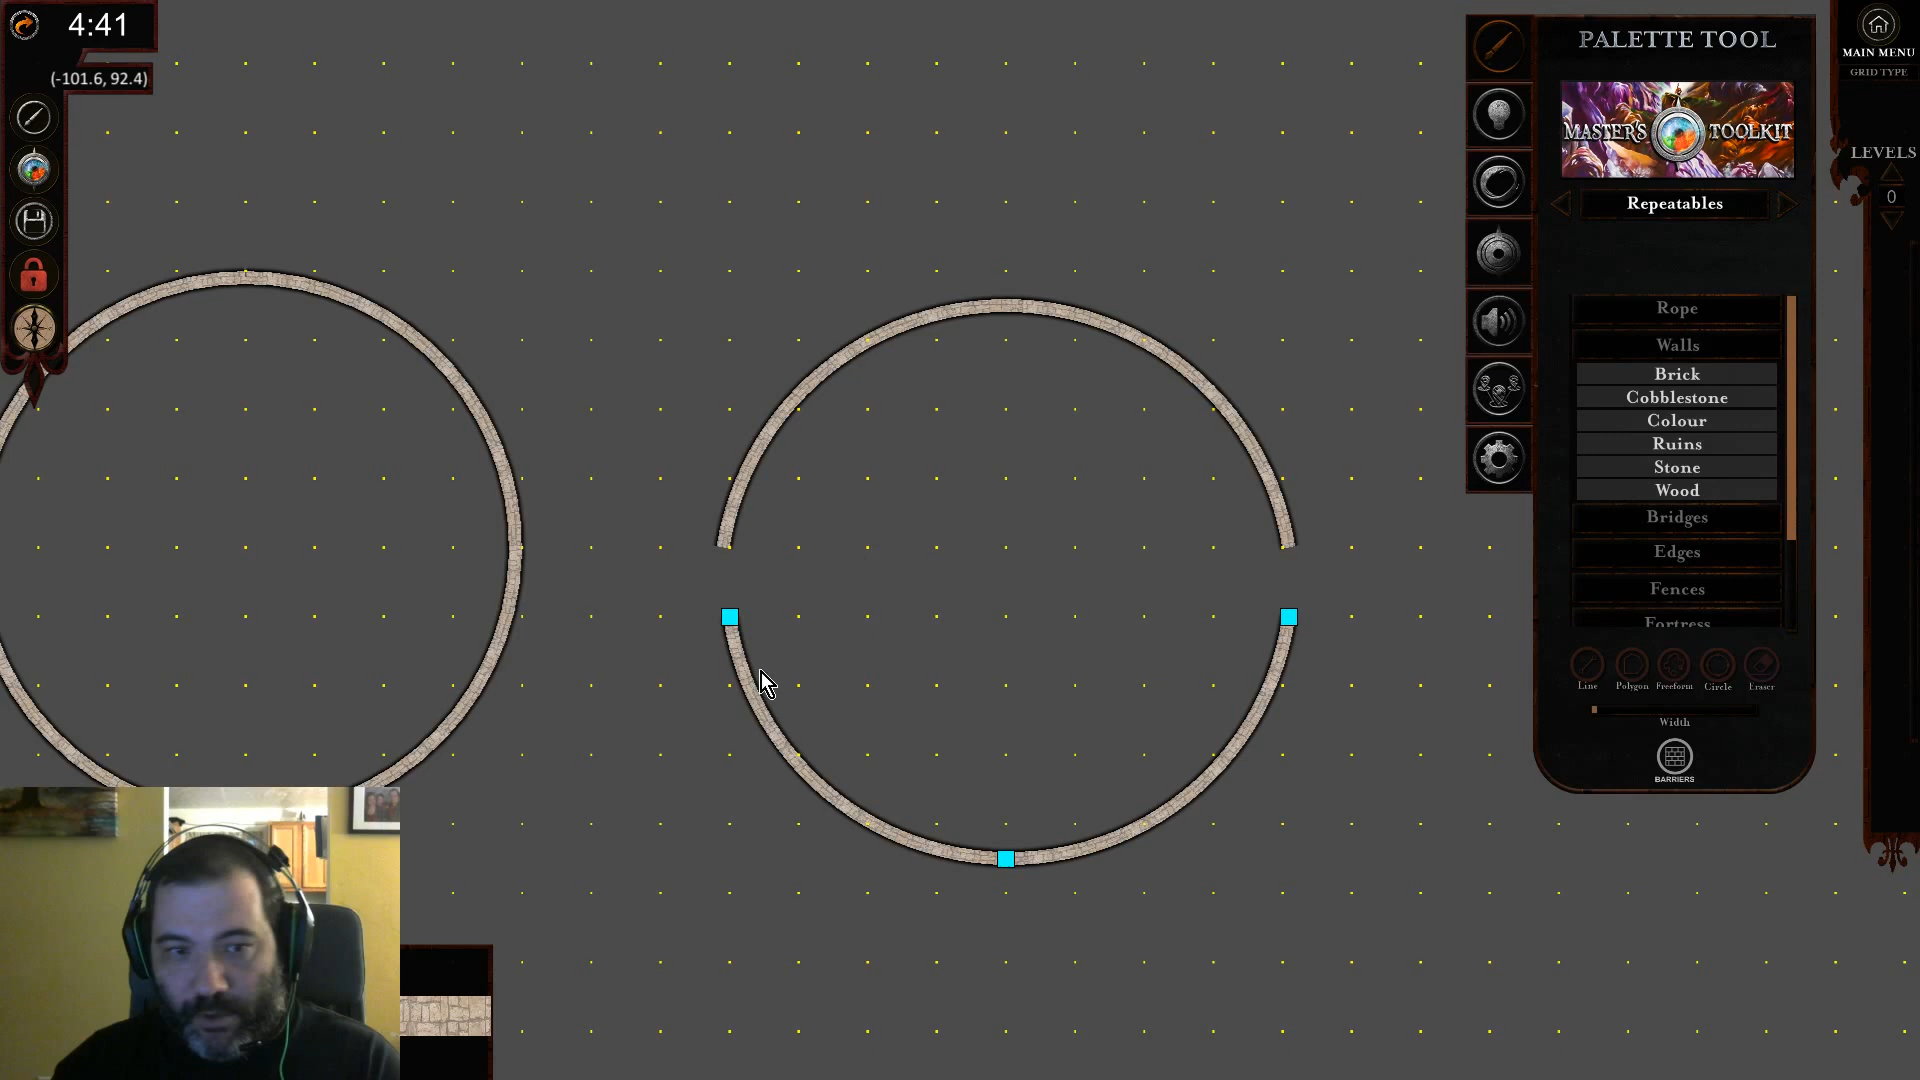 4:41
(-101.6, 92.4)
PALETTE TOOL
MASTER'S TOOLKIT
Repeatables
Rope
Walls
Brick
Cobblestone
Colour
Ruins
Stone
Wood
Bridges
Edges
Fences
Fortress
Line
Polygon
Freeform
Circle
Eraser
Width
BARRIERS
MAIN MENU
GRID TYPE
LEVELS
0